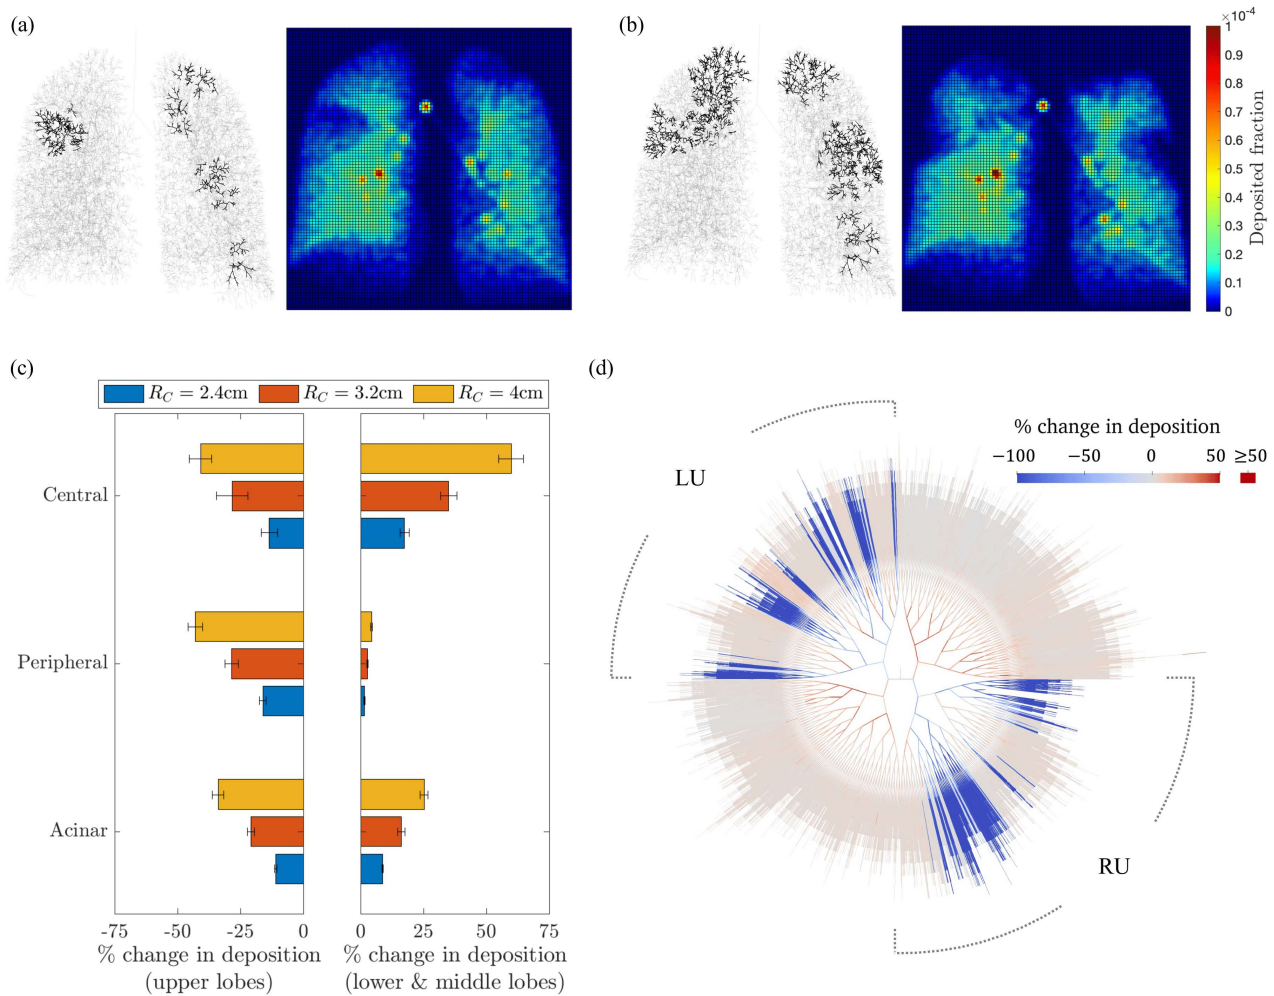 (a)
(b)
×10⁻⁴
1
0.9
0.8
0.7
0.6
0.5
0.4
0.3
0.2
0.1
0
Deposited fraction
(c)
R_C = 2.4cm
R_C = 3.2cm
R_C = 4cm
Central
Peripheral
Acinar
-75 -50 -25 0
% change in deposition
(upper lobes)
0 25 50 75
% change in deposition
(lower & middle lobes)
(d)
% change in deposition
−100 −50 0 50 ≥50
LU
RU